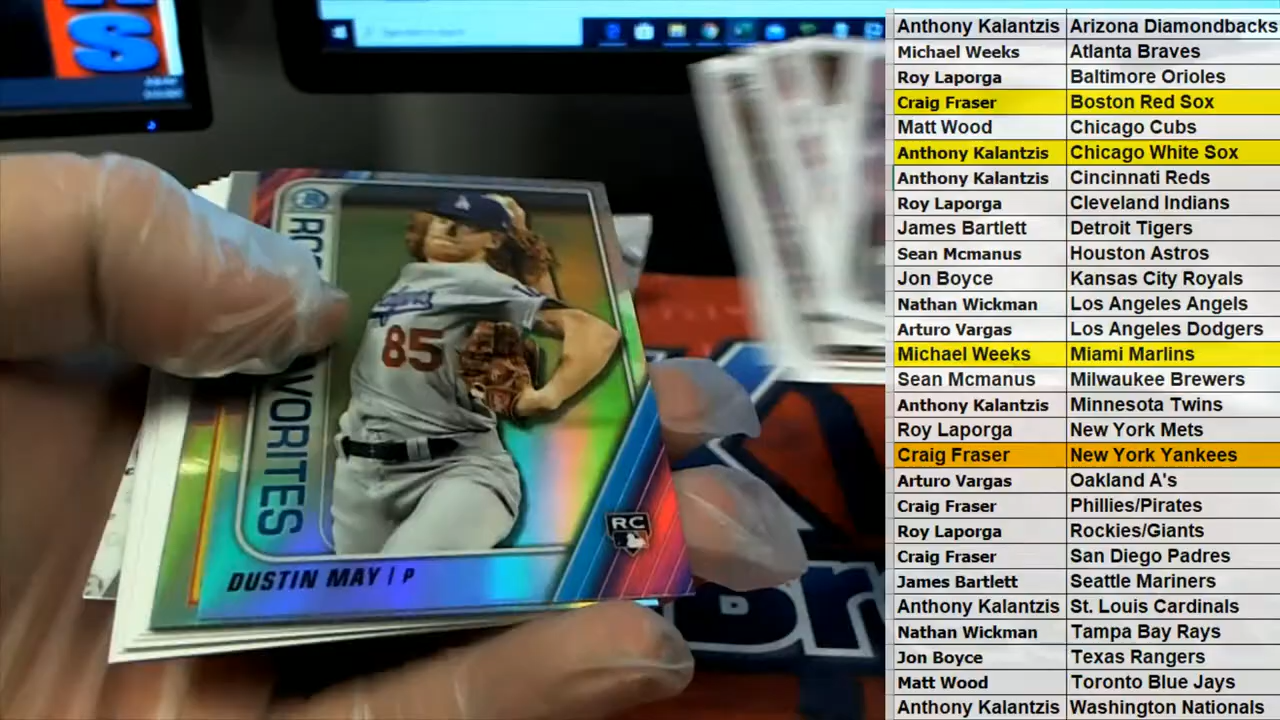 S
85
WORITES
DUSTIN MAY | P
RC
Anthony Kalantzis Arizona Diamondbacks
Michael Weeks Atlanta Braves
Roy Laporga Baltimore Orioles
Craig Fraser Boston Red Sox
Matt Wood Chicago Cubs
Anthony Kalantzis Chicago White Sox
Anthony Kalantzis Cincinnati Reds
Roy Laporga Cleveland Indians
James Bartlett Detroit Tigers
Sean Mcmanus Houston Astros
Jon Boyce Kansas City Royals
Nathan Wickman Los Angeles Angels
Arturo Vargas Los Angeles Dodgers
Michael Weeks Miami Marlins
Sean Mcmanus Milwaukee Brewers
Anthony Kalantzis Minnesota Twins
Roy Laporga New York Mets
Craig Fraser New York Yankees
Arturo Vargas Oakland A's
Craig Fraser Phillies/Pirates
Roy Laporga Rockies/Giants
Craig Fraser San Diego Padres
James Bartlett Seattle Mariners
Anthony Kalantzis St. Louis Cardinals
Nathan Wickman Tampa Bay Rays
Jon Boyce Texas Rangers
Matt Wood Toronto Blue Jays
Anthony Kalantzis Washington Nationals